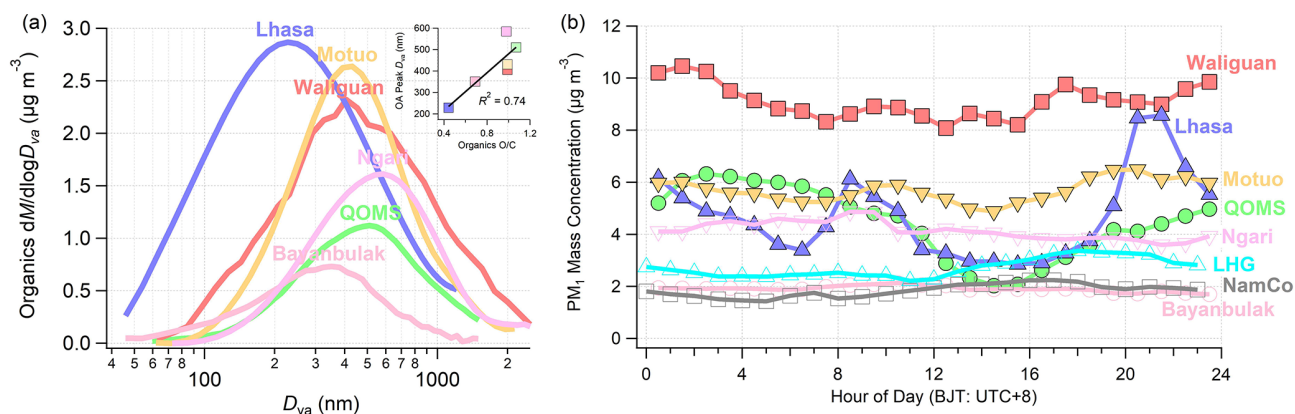 (a)
Organics dM/dlogDva (µg m-3)
3.0
2.5
2.0
1.5
1.0
0.5
0.0
4 5 6 7 8 100 2 3 4 5 6 7 8 1000 2
Dva (nm)
Lhasa
Motuo
Waliguan
Ngari
QOMS
Bayanbulak
OA Peak Dva (nm)
600
500
400
300
200
R2 = 0.74
0.4 0.8 1.2
Organics O/C
(b)
PM1 Mass Concentration (µg m-3)
12
10
8
6
4
2
0
0 4 8 12 16 20 24
Hour of Day (BJT: UTC+8)
Waliguan
Lhasa
Motuo
QOMS
Ngari
LHG
NamCo
Bayanbulak